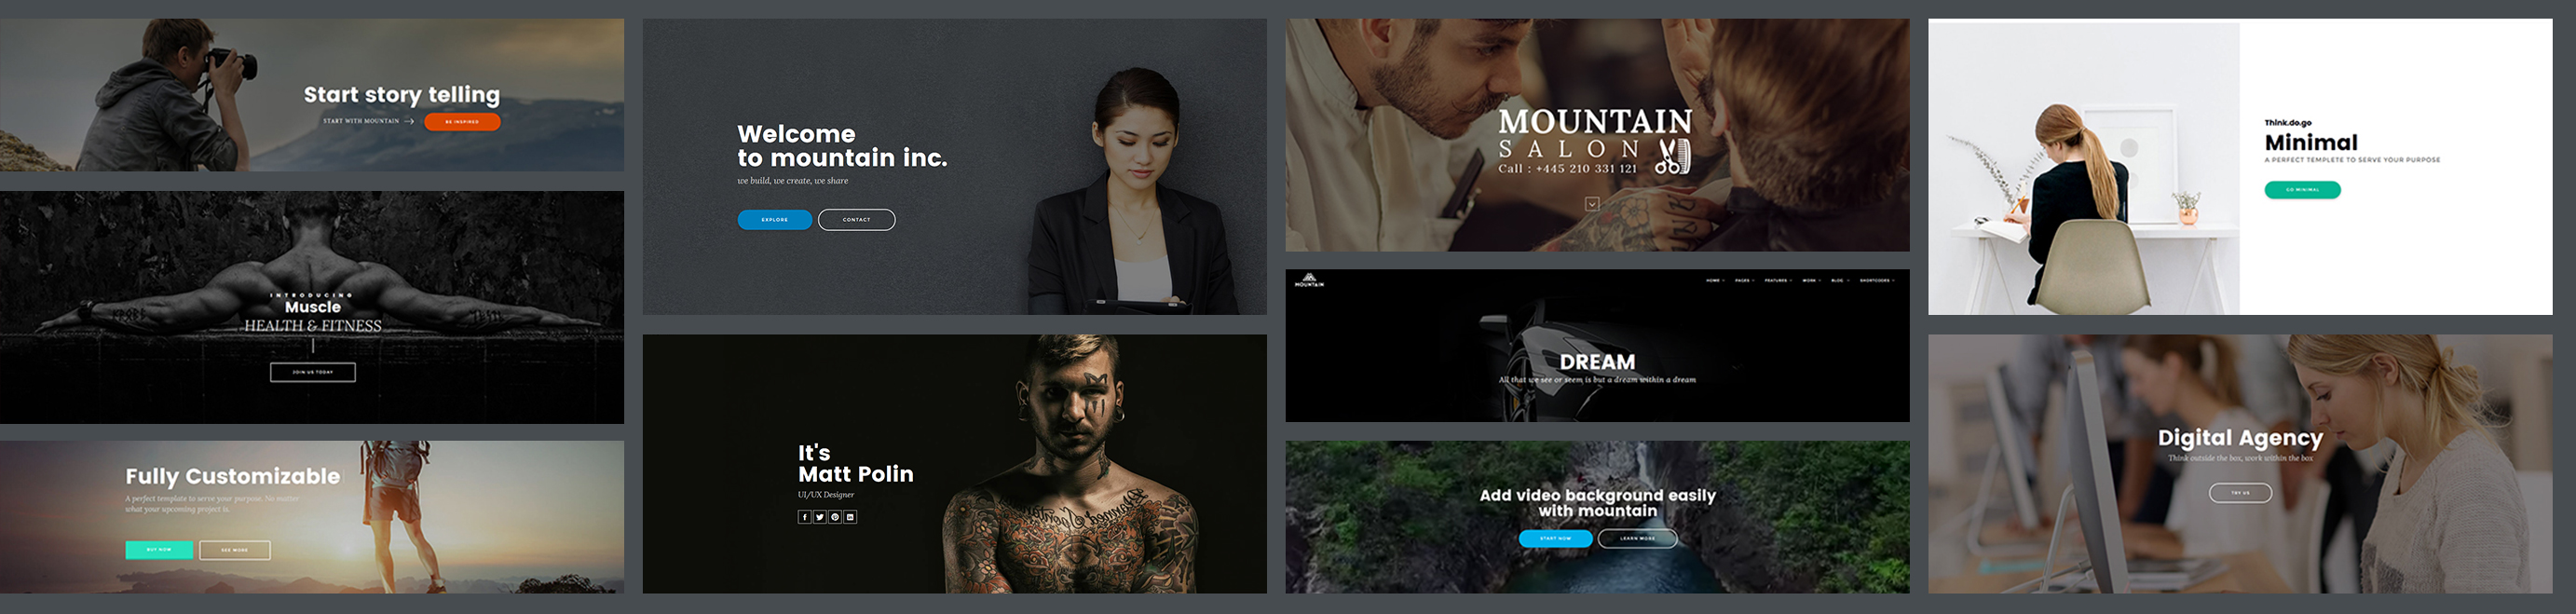 Start story telling
START WITH MOUNTAIN
BE INSPIRED
INTRODUCING
Muscle
HEALTH & FITNESS
JOIN US TODAY
Fully Customizable
A perfect template to serve your purpose. No matter
what your upcoming project is.
BUY NOW
SEE MORE
Welcome
to mountain inc.
we build, we create, we share
EXPLORE
CONTACT
It's
Matt Polin
UI/UX Designer
MOUNTAIN
SALON
Call : +445 210 331 121
MOUNTAIN
HOME
PAGES
FEATURES
WORK
BLOG
SHORTCODES
DREAM
All that we see or seem is but a dream within a dream
Add video background easily
with mountain
START NOW
LEARN MORE
Think.do.go
Minimal
A PERFECT TEMPLETE TO SERVE YOUR PURPOSE
GO MINIMAL
Digital Agency
Think outside the box, work within the box
TRY US